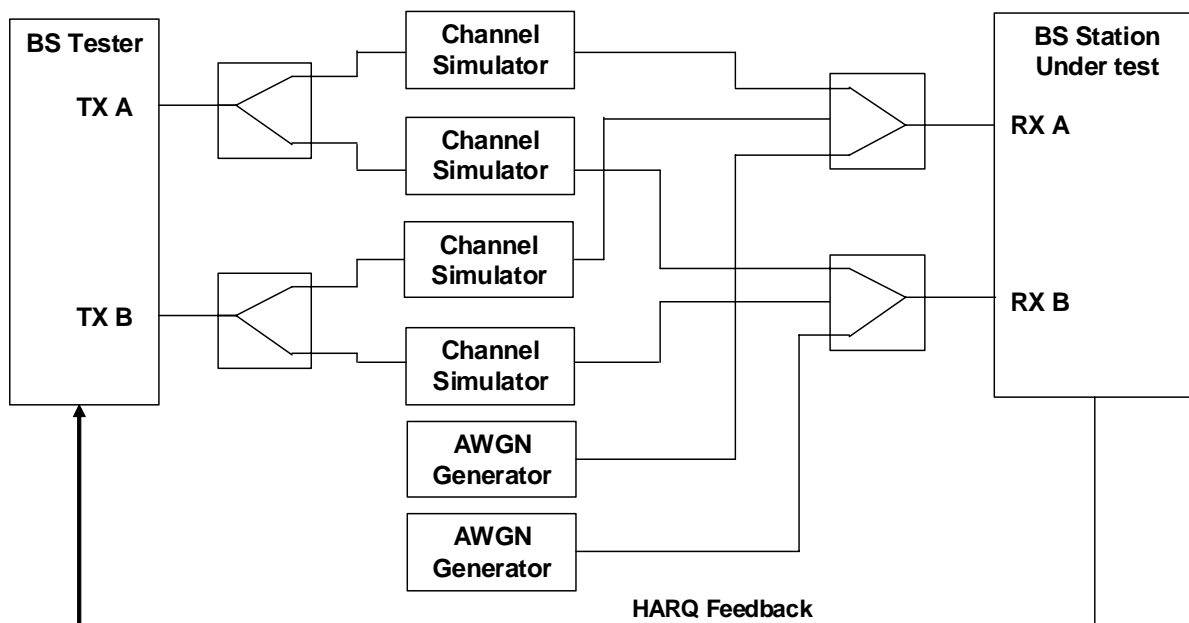 BS Tester
TX A
TX B
Channel
Simulator
Channel
Simulator
Channel
Simulator
Channel
Simulator
AWGN
Generator
AWGN
Generator
BS Station
Under test
RX A
RX B
HARQ Feedback